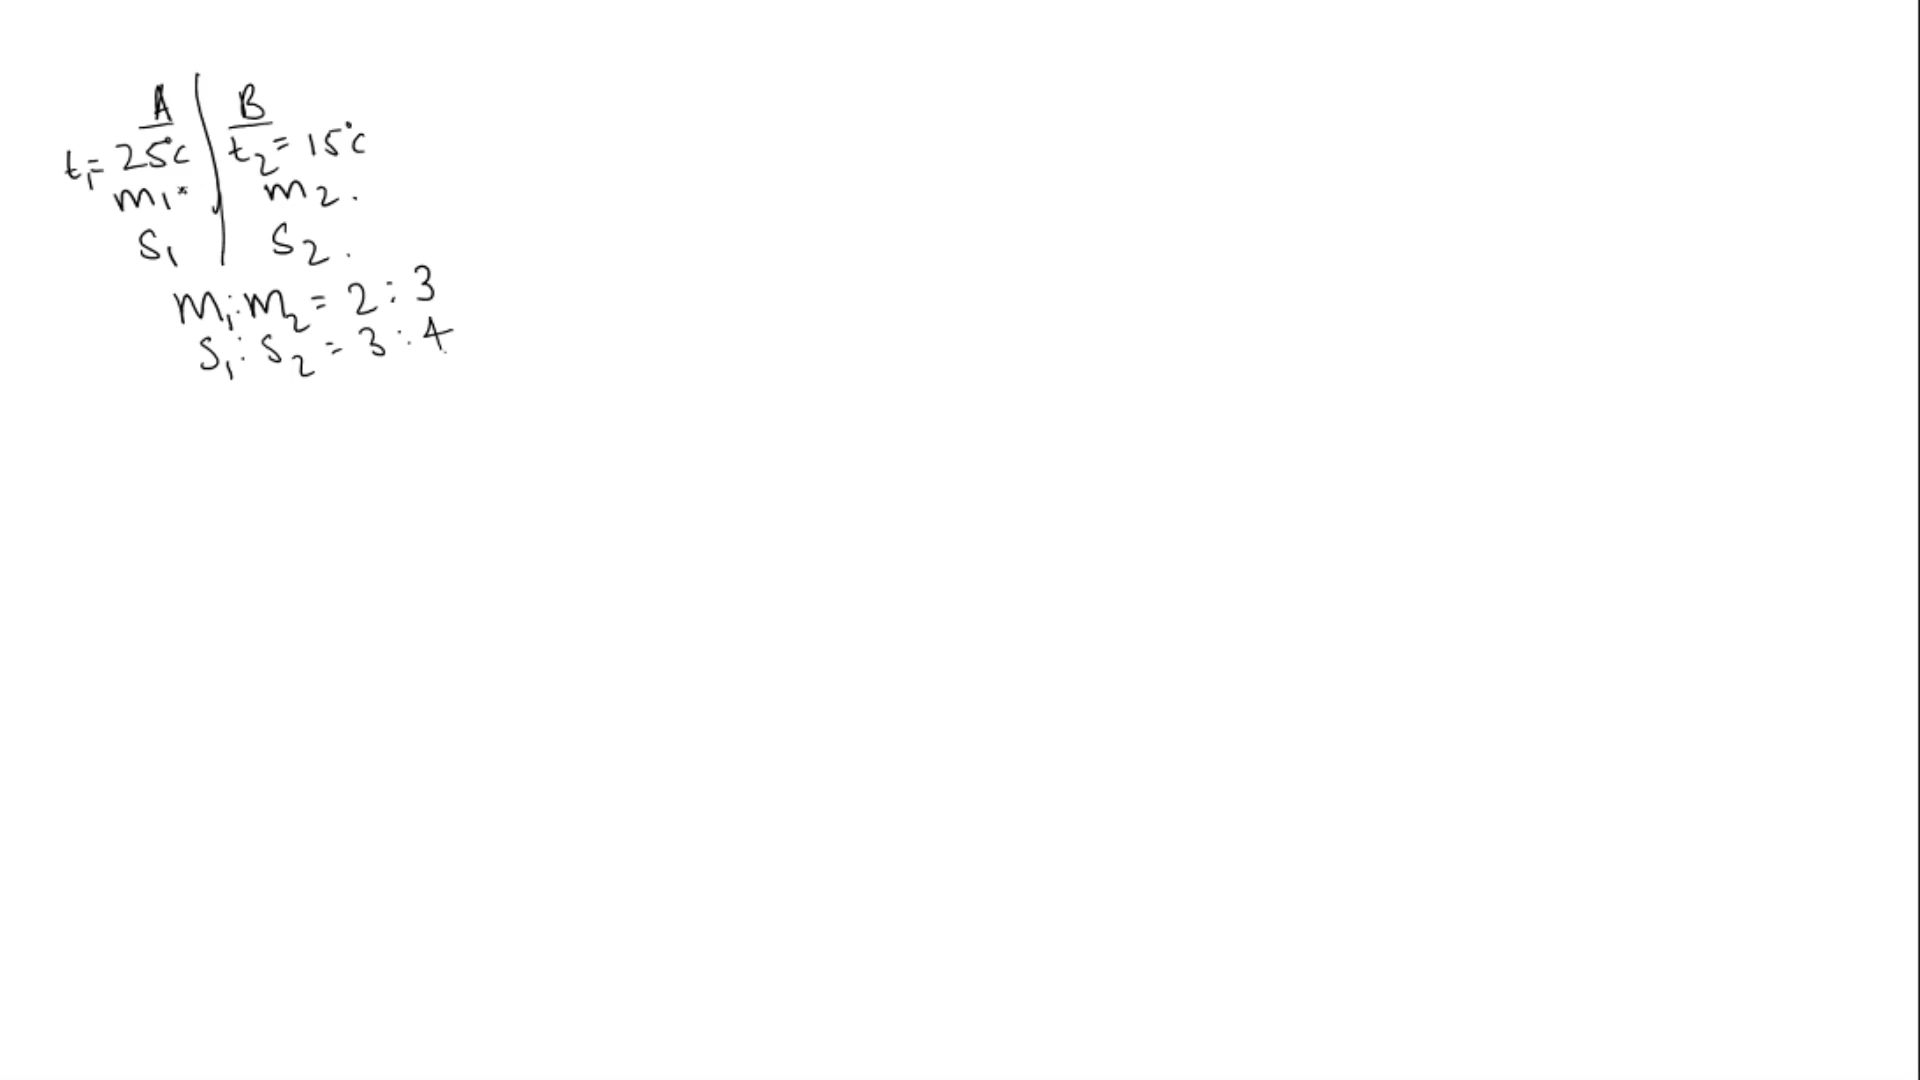 A | B
t₁ = 25°C | t₂ = 15°C
m₁ | m₂.
S₁ | S₂.
m₁:m₂ = 2:3
S₁:S₂ = 3:4